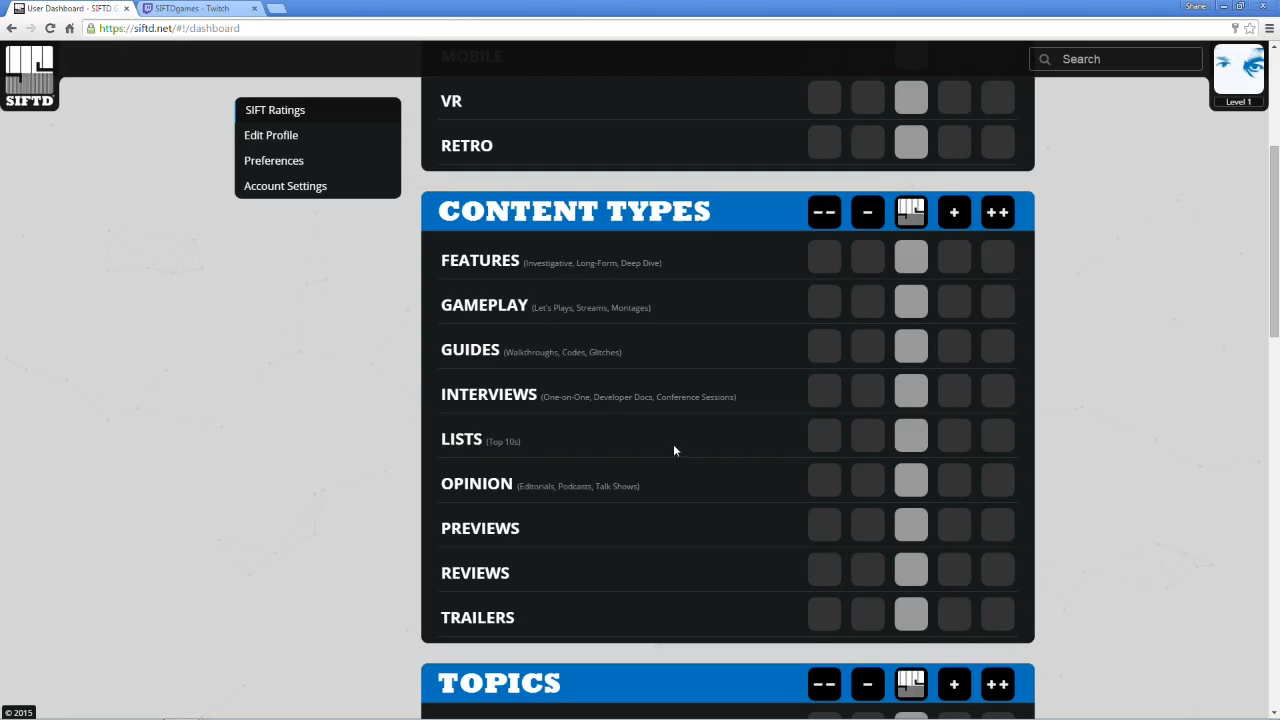 User Dashboard - SIFTD G
SIFTDgames - Twitch
Shane
https://siftd.net/#!/dashboard
SIFTD
MOBILE
Search
Level 1
VR
RETRO
SIFT Ratings
Edit Profile
Preferences
Account Settings
CONTENT TYPES -- - + ++
FEATURES (Investigative, Long-Form, Deep Dive)
GAMEPLAY (Let's Plays, Streams, Montages)
GUIDES (Walkthroughs, Codes, Glitches)
INTERVIEWS (One-on-One, Developer Docs, Conference Sessions)
LISTS (Top 10s)
OPINION (Editorials, Podcasts, Talk Shows)
PREVIEWS
REVIEWS
TRAILERS
TOPICS -- - + ++
© 2015